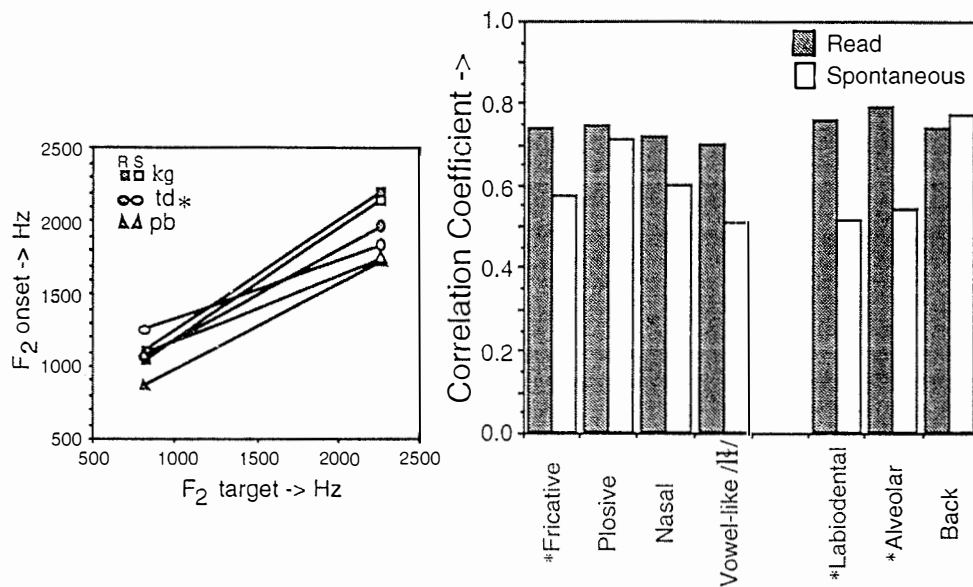 R S
kg
td*
pb
F2 onset -> Hz
2500
2000
1500
1000
500
500 1000 1500 2000 2500
F2 target -> Hz
Correlation Coefficient ->
1.0
0.8
0.6
0.4
0.2
0.0
Read
Spontaneous
*Fricative
Plosive
Nasal
Vowel-like
*Labiodental
*Alveolar
Back